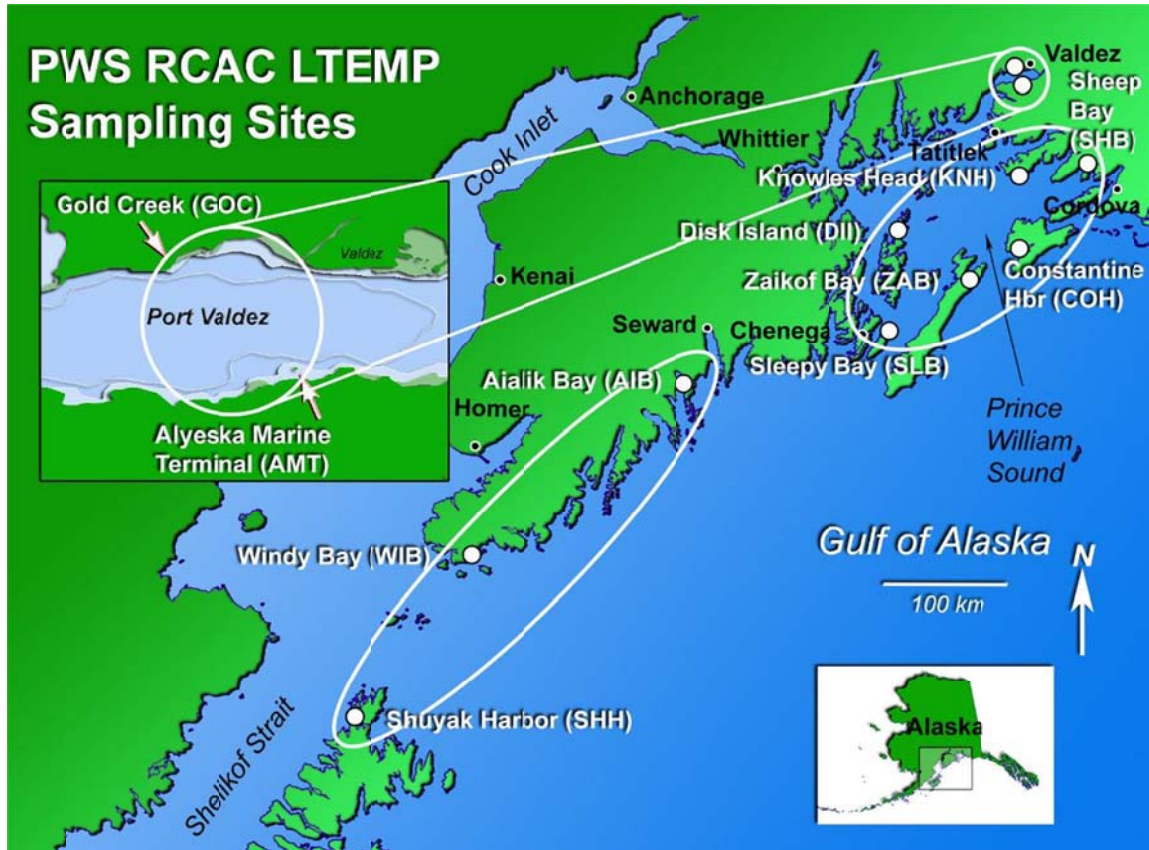 PWS RCAC LTEMP
Sampling Sites
Valdez
Sheep
Bay
(SHB)
Anchorage
Cook Inlet
Whittier
Tatitlek
Knowles Head (KNH)
Cordova
Gold Creek (GOC)
Valdez
Port Valdez
Alyeska Marine
Terminal (AMT)
Disk Island (DII)
Kenai
Zaikof Bay (ZAB)
Constantine
Hbr (COH)
Seward
Chenega
Sleepy Bay (SLB)
Aialik Bay (AIB)
Homer
Prince
William
Sound
Windy Bay (WIB)
Gulf of Alaska
N
100 km
Shuyak Harbor (SHH)
Shelikof Strait
Alaska